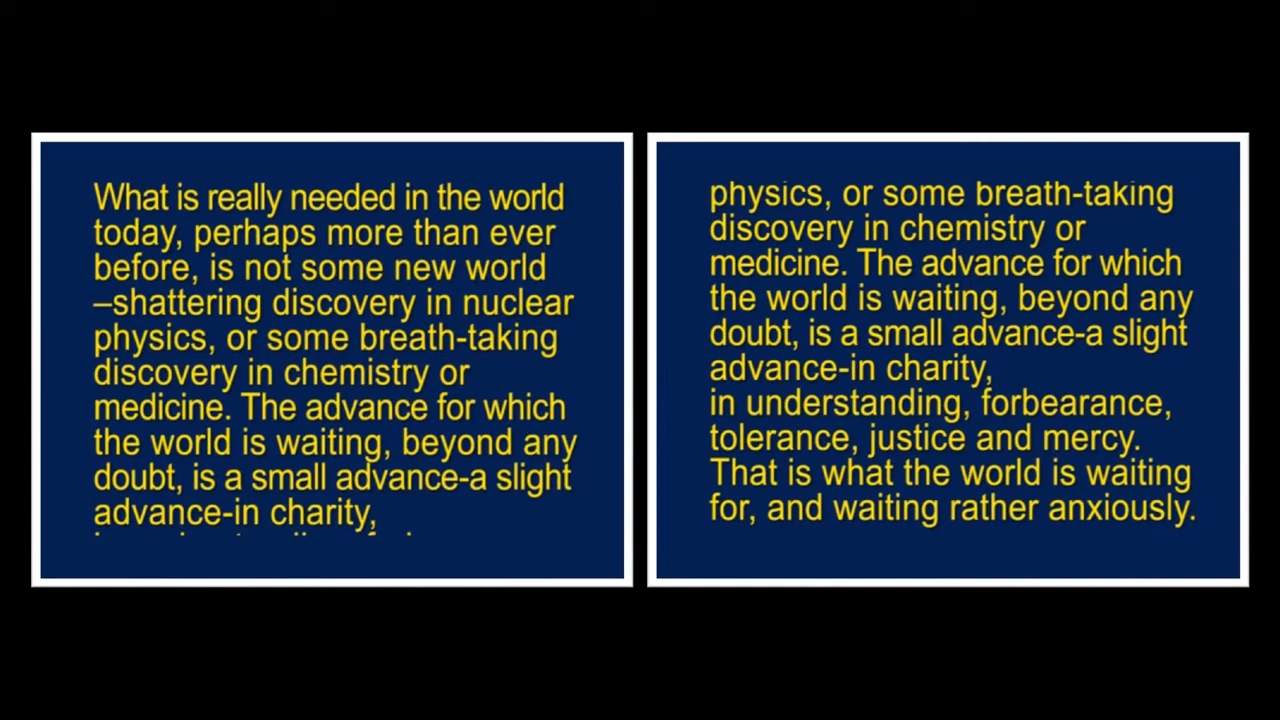 What is really needed in the world
today, perhaps more than ever
before, is not some new world
–shattering discovery in nuclear
physics, or some breath-taking
discovery in chemistry or
medicine. The advance for which
the world is waiting, beyond any
doubt, is a small advance-a slight
advance-in charity,
physics, or some breath-taking
discovery in chemistry or
medicine. The advance for which
the world is waiting, beyond any
doubt, is a small advance-a slight
advance-in charity,
in understanding, forbearance,
tolerance, justice and mercy.
That is what the world is waiting
for, and waiting rather anxiously.